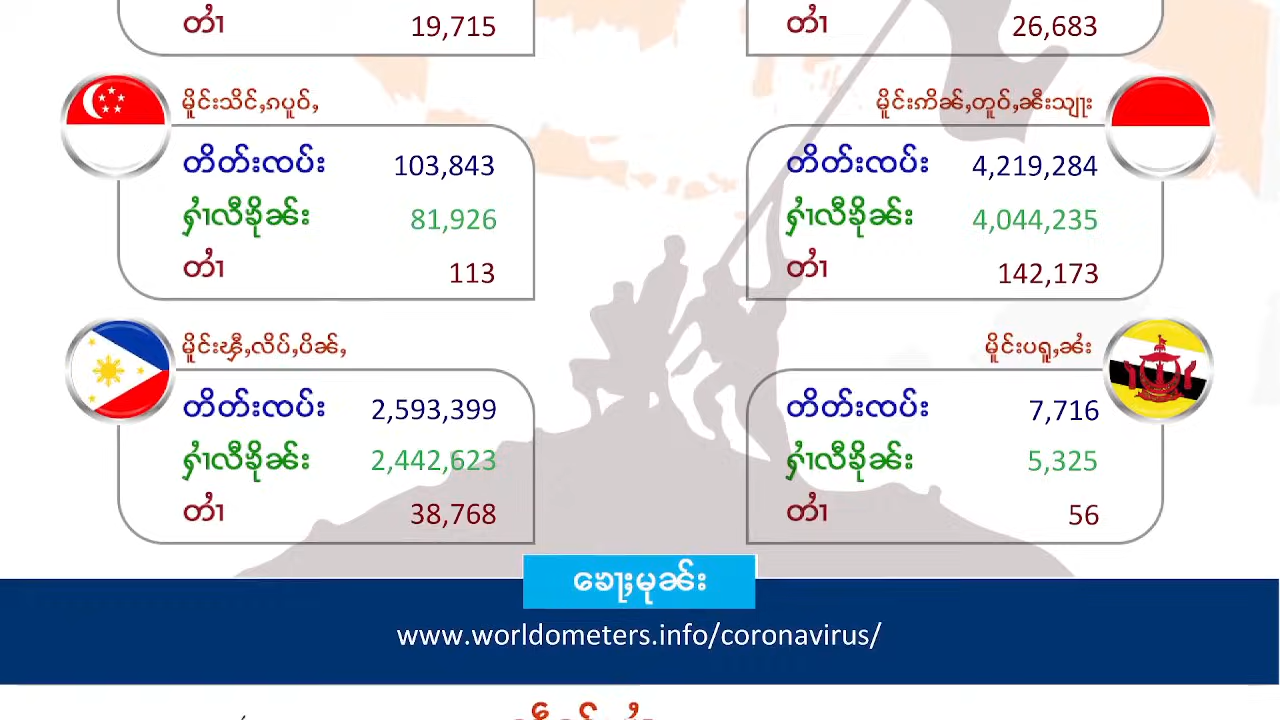 တၢႆ 19,715
တၢႆ 26,683
မိူင်းသိင်ႇၵပူဝ်ႇ
တိတ်းၸပ်း 103,843
ႁၢႆလီၶိုၼ်း 81,926
တၢႆ 113
မိူင်းဢိၼ်ႇတူဝ်ႇၼီးသျႃး
တိတ်းၸပ်း 4,219,284
ႁၢႆလီၶိုၼ်း 4,044,235
တၢႆ 142,173
မိူင်းၾီႇလိပ်ႇပိၼ်ႇ
တိတ်းၸပ်း 2,593,399
ႁၢႆလီၶိုၼ်း 2,442,623
တၢႆ 38,768
မိူင်းပရူႇၼႆး
တိတ်းၸပ်း 7,716
ႁၢႆလီၶိုၼ်း 5,325
တၢႆ 56
ၶေႃႈမုၼ်း
www.worldometers.info/coronavirus/